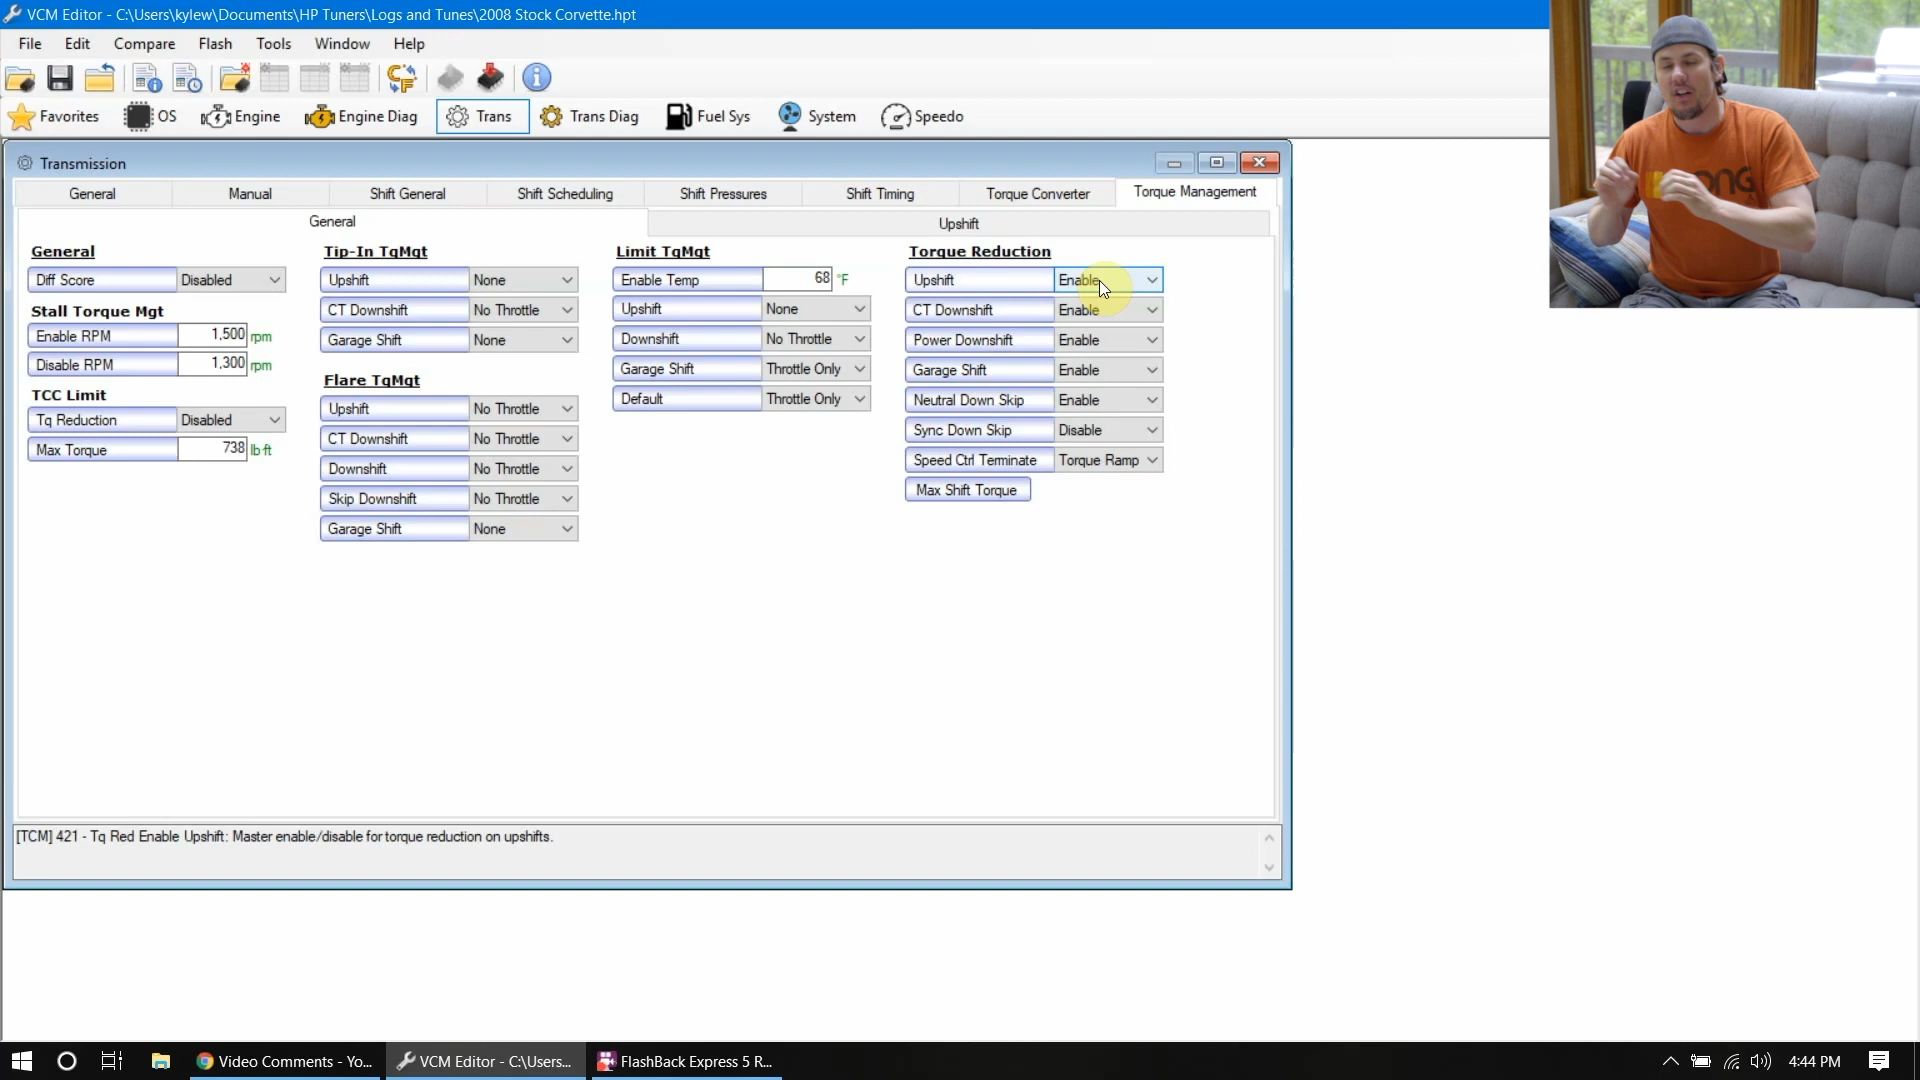 VCM Editor - C:\Users\kylew\Documents\HP Tuners\Logs and Tunes\2008 Stock Corvette.hpt
File Edit Compare Flash Tools Window Help
Favorites OS Engine Engine Diag Trans Trans Diag Fuel Sys System Speedo
Transmission
General Manual Shift General Shift Scheduling Shift Pressures Shift Timing Torque Converter Torque Management
General Upshift
General
Diff Score Disabled
Stall Torque Mgt
Enable RPM 1,500 rpm
Disable RPM 1,300 rpm
TCC Limit
Tq Reduction Disabled
Max Torque 738 lb·ft
Tip-In TqMgt
Upshift None
CT Downshift No Throttle
Garage Shift None
Flare TqMgt
Upshift No Throttle
CT Downshift No Throttle
Downshift No Throttle
Skip Downshift No Throttle
Garage Shift None
Limit TqMgt
Enable Temp 68 °F
Upshift None
Downshift No Throttle
Garage Shift Throttle Only
Default Throttle Only
Torque Reduction
Upshift Enable
CT Downshift Enable
Power Downshift Enable
Garage Shift Enable
Neutral Down Skip Enable
Sync Down Skip Disable
Speed Ctrl Terminate Torque Ramp
Max Shift Torque
[TCM] 421 - Tq Red Enable Upshift: Master enable/disable for torque reduction on upshifts.
Video Comments - Yo... VCM Editor - C:\Users... FlashBack Express 5 R... 4:44 PM